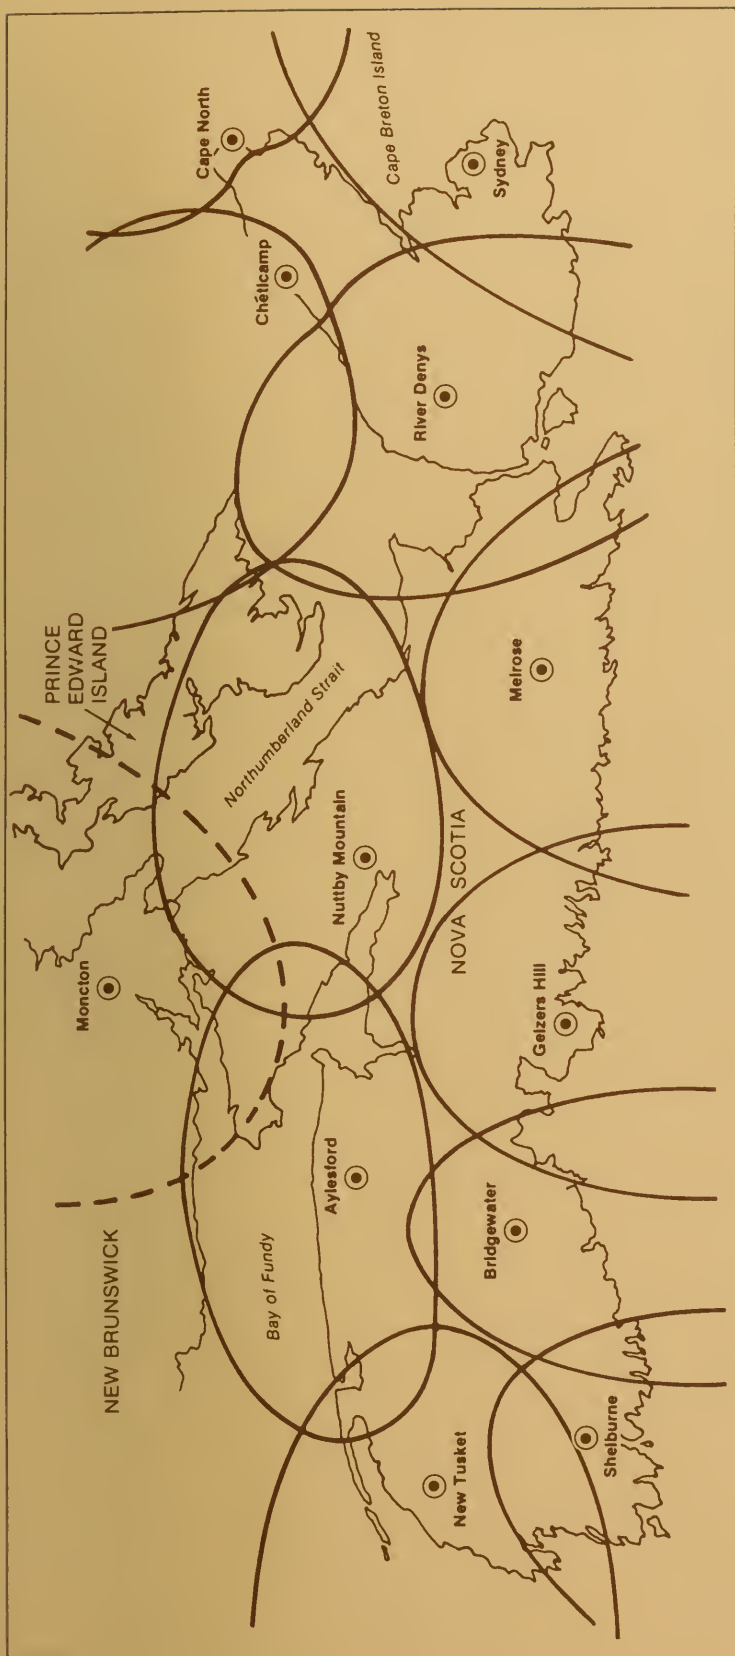 Cape North
Cape Breton Island
Sydney
Chéticamp
River Denys
PRINCE
EDWARD
ISLAND
Northumberland Strait
Melrose
Nuttby Mountain
NOVA SCOTIA
Moncton
Gelzers Hill
Aylesford
Bridgewater
NEW BRUNSWICK
Bay of Fundy
New Tusket
Shelburne